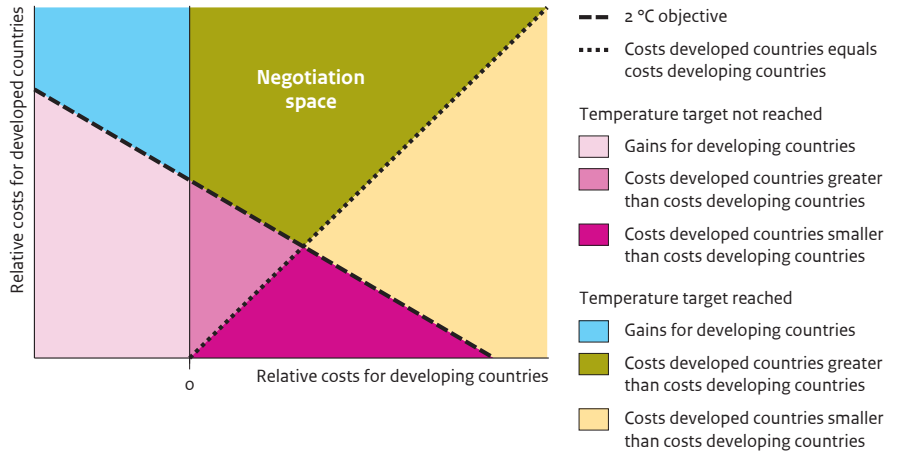 Relative costs for developed countries
Negotiation
space
0
Relative costs for developing countries
2 °C objective
Costs developed countries equals
costs developing countries
Temperature target not reached
Gains for developing countries
Costs developed countries greater
than costs developing countries
Costs developed countries smaller
than costs developing countries
Temperature target reached
Gains for developing countries
Costs developed countries greater
than costs developing countries
Costs developed countries smaller
than costs developing countries